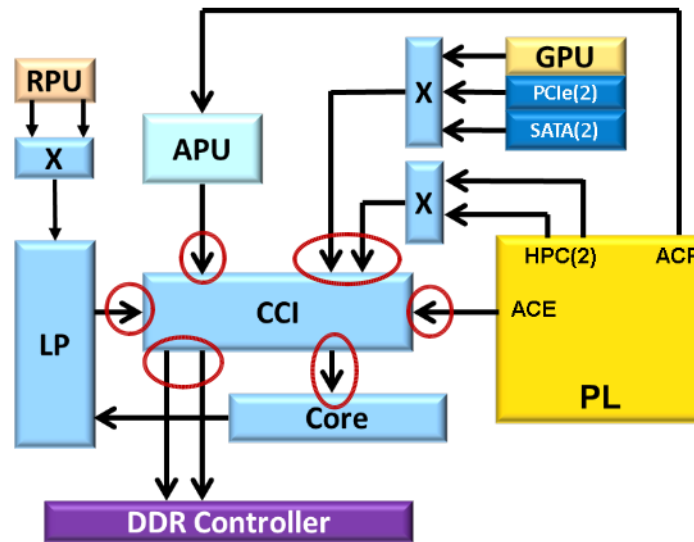 GPU
RPU
X
PCIe(2)
SATA(2)
APU
X
X
HPC(2)
ACP
CCI
ACE
LP
PL
Core
DDR Controller